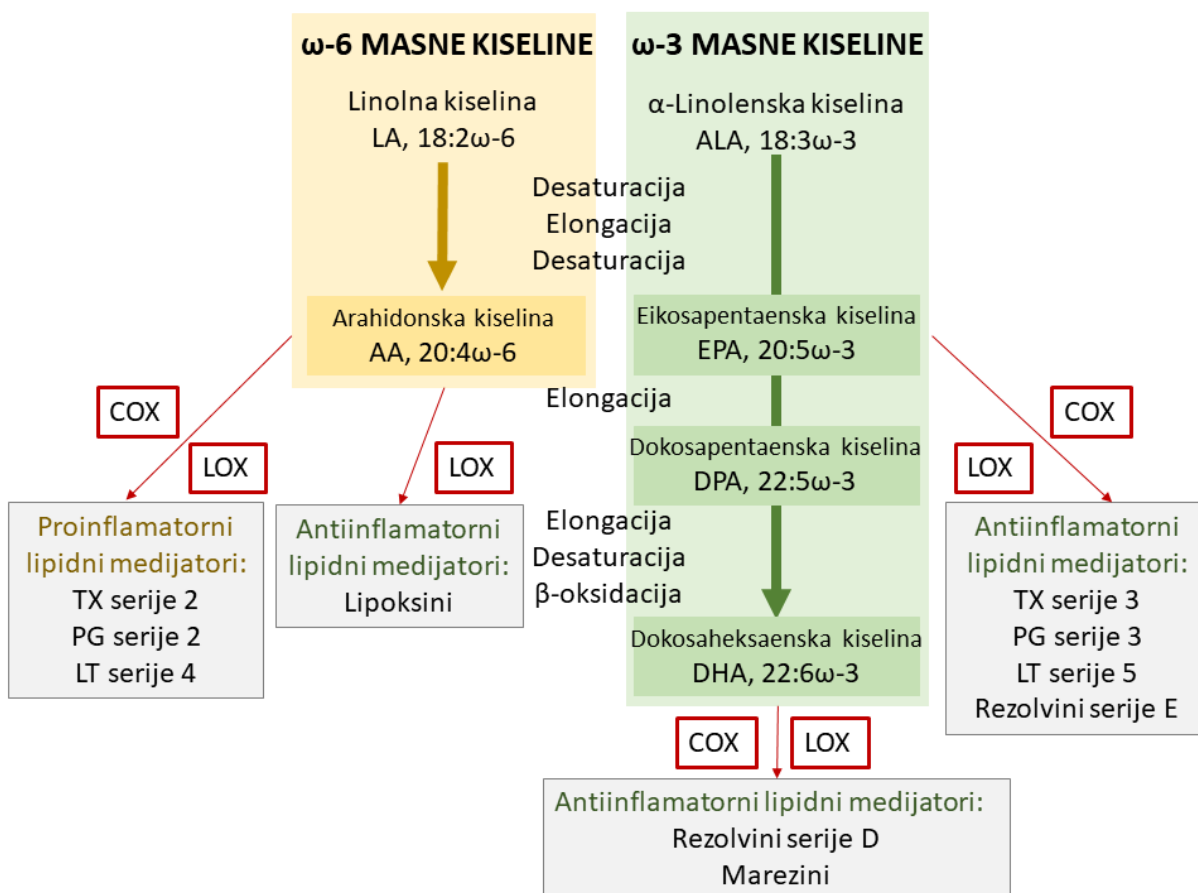 ω-6 MASNE KISELINE
Linolna kiselina
LA, 18:2ω-6
ω-3 MASNE KISELINE
α-Linolenska kiselina
ALA, 18:3ω-3
Desaturacija
Elongacija
Desaturacija
Arahidonska kiselina
AA, 20:4ω-6
Eikosapentaenska kiselina
EPA, 20:5ω-3
Elongacija
Dokosapentaenska kiselina
DPA, 22:5ω-3
Elongacija
Desaturacija
β-oksidacija
Dokosaheksaenska kiselina
DHA, 22:6ω-3
COX
LOX
LOX
COX
LOX
Proinflamatorni
lipidni medijatori:
TX serije 2
PG serije 2
LT serije 4
Antiinflamatorni
lipidni medijatori:
Lipoksini
Antiinflamatorni
lipidni medijatori:
TX serije 3
PG serije 3
LT serije 5
Rezolvini serije E
COX
LOX
Antiinflamatorni lipidni medijatori:
Rezolvini serije D
Marezini